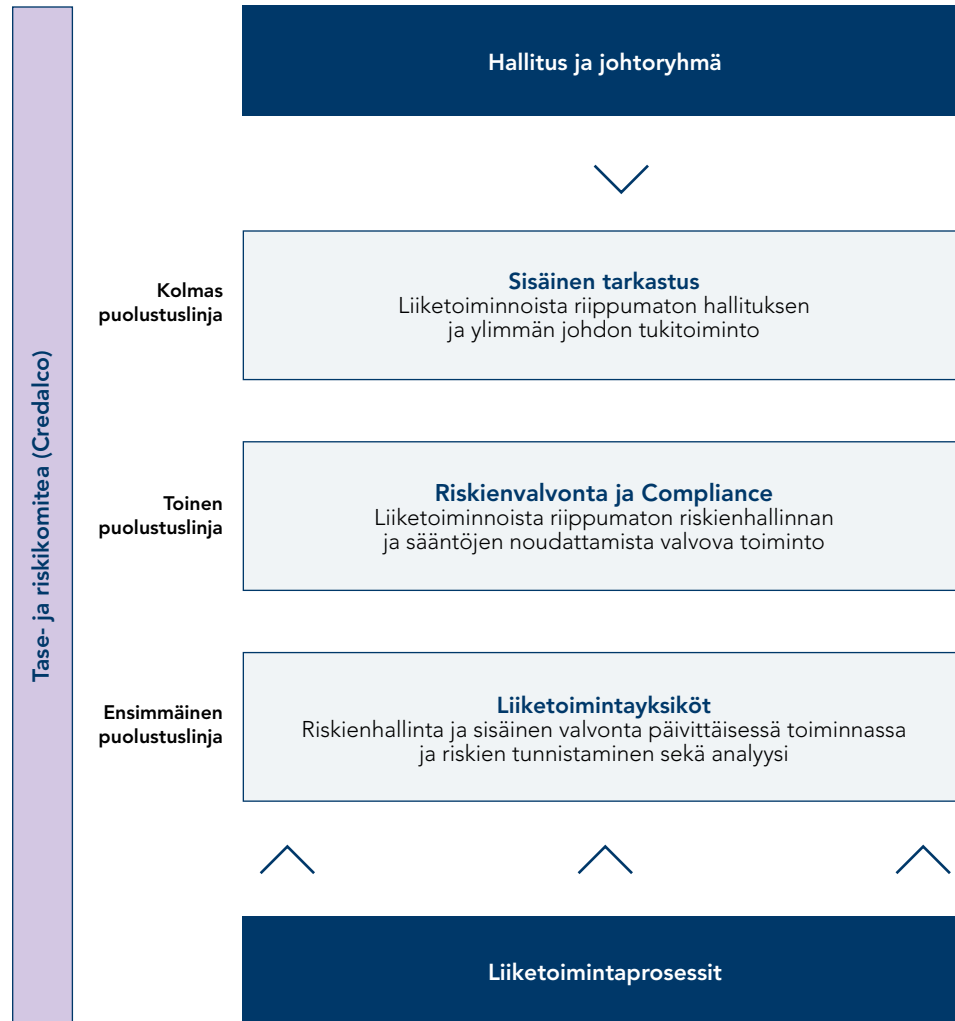 Hallitus ja johtoryhmä
Tase- ja riskikomitea (Credalco)
Kolmas
puolustuslinja
Sisäinen tarkastus
Liiketoiminnoista riippumaton hallituksen
ja ylimmän johdon tukitoiminto
Toinen
puolustuslinja
Riskienvalvonta ja Compliance
Liiketoiminnoista riippumaton riskienhallinnan
ja sääntöjen noudattamista valvova toiminto
Ensimmäinen
puolustuslinja
Liiketoimintayksiköt
Riskienhallinta ja sisäinen valvonta päivittäisessä toiminnassa
ja riskien tunnistaminen sekä analyysi
Liiketoimintaprosessit